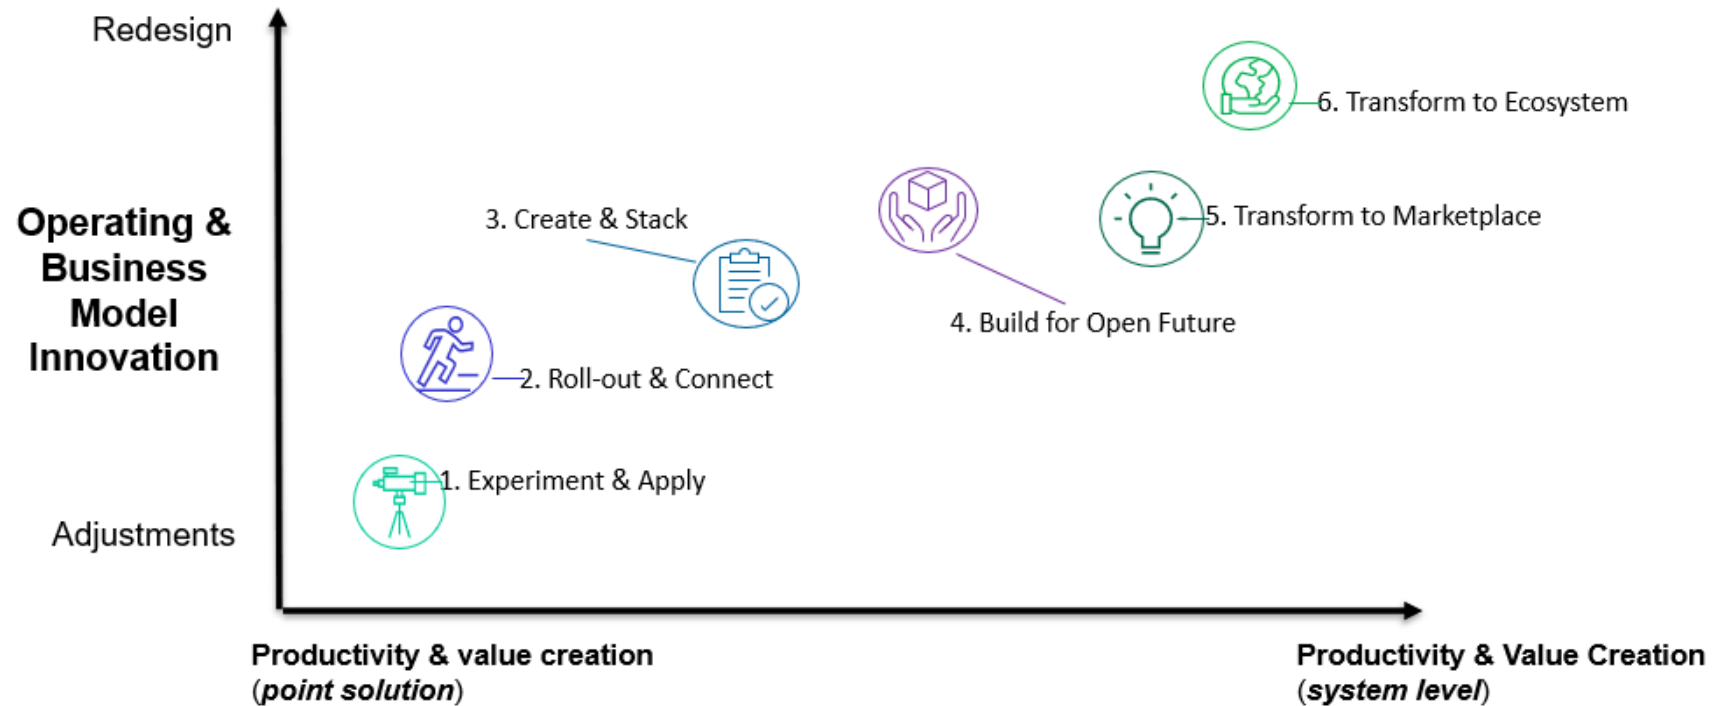 Redesign
6. Transform to Ecosystem
Operating &
Business
Model
Innovation
3. Create & Stack
5. Transform to Marketplace
4. Build for Open Future
2. Roll-out & Connect
1. Experiment & Apply
Adjustments
Productivity & value creation
(point solution)
Productivity & Value Creation
(system level)